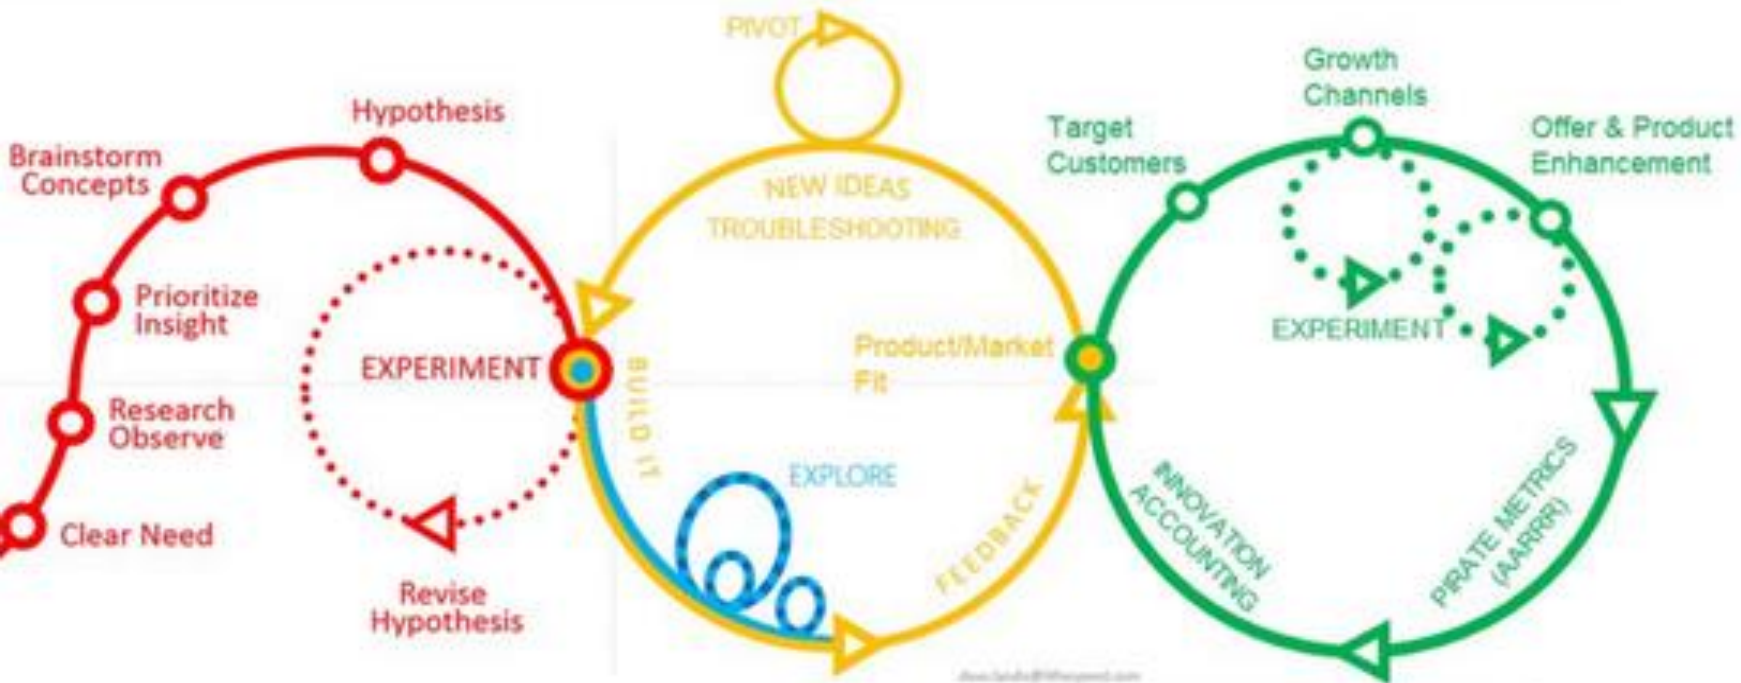 Clear Need
Research
Observe
Prioritize
Insight
Brainstorm
Concepts
Hypothesis
EXPERIMENT
Revise
Hypothesis
PIVOT
NEW IDEAS
TROUBLESHOOTING
BUILD IT
EXPLORE
FEEDBACK
Product/Market
Fit
Target
Customers
Growth
Channels
Offer & Product
Enhancement
EXPERIMENT
PIRATE METRICS
(AARRR)
INNOVATION
ACCOUNTING